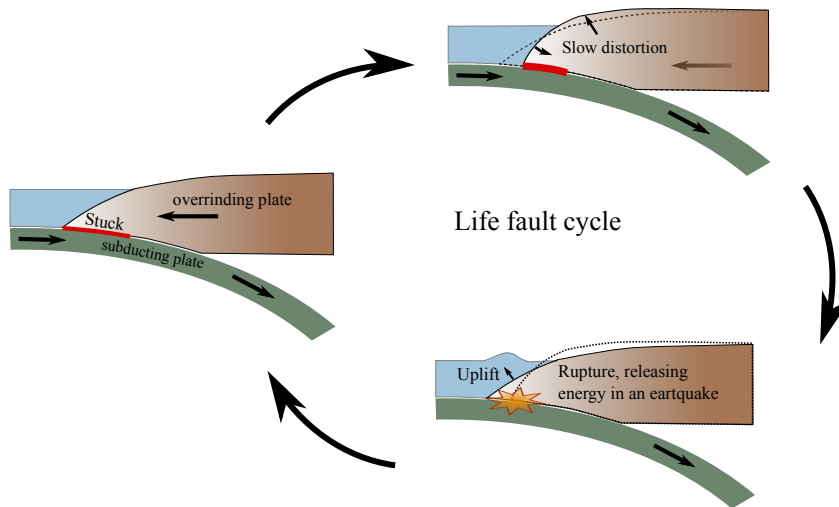 Slow distortion
overrinding plate
Stuck
subducting plate
Life fault cycle
Uplift
Rupture, releasing
energy in an eartquake